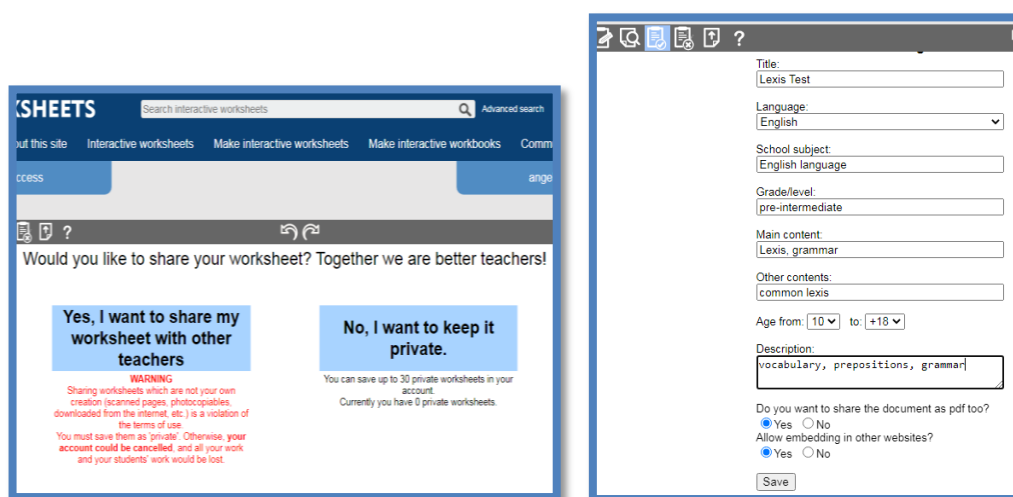 KSHEETS
Search interactive worksheets
Advanced search
out this site Interactive worksheets Make interactive worksheets Make interactive workbooks Comm
ccess
ange
?
Would you like to share your worksheet? Together we are better teachers!
Yes, I want to share my
worksheet with other
teachers
WARNING
Sharing worksheets which are not your own
creation (scanned pages, photocopiables,
downloaded from the internet, etc.) is a violation of
the terms of use.
You must save them as 'private'. Otherwise, your
account could be cancelled, and all your work
and your students' work would be lost.
No, I want to keep it
private.
You can save up to 30 private worksheets in your
account.
Currently you have 0 private worksheets.
?
Title:
Lexis Test
Language:
English
School subject:
English language
Grade/level:
pre-intermediate
Main content:
Lexis, grammar
Other contents:
common lexis
Age from: 10 to: +18
Description:
vocabulary, prepositions, grammar
Do you want to share the document as pdf too?
Yes No
Allow embedding in other websites?
Yes No
Save